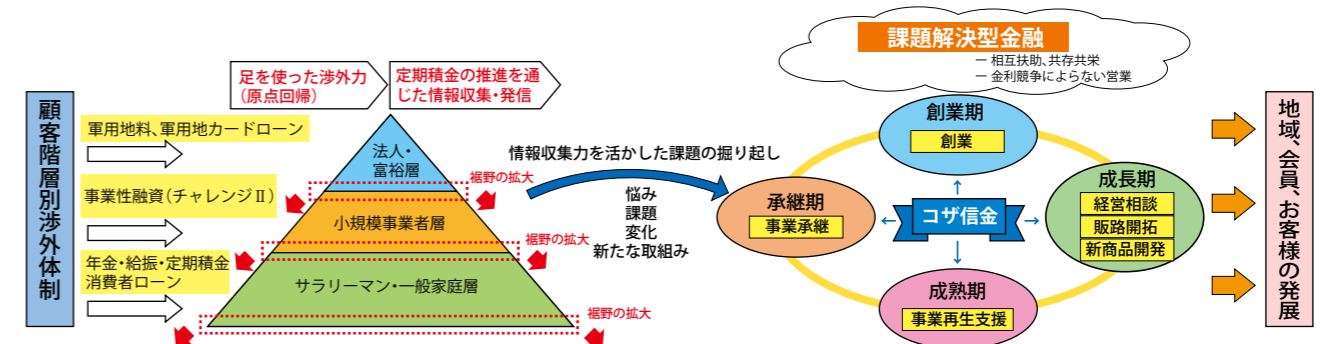 課題解決型金融
― 相互扶助、共存共栄
― 金利競争によらない営業
足を使った渉外力
(原点回帰)
定期積金の推進を通
じた情報収集・発信
顧客階層別渉外体制
軍用地料、軍用地カードローン
事業性融資(チャレンジⅡ)
年金・給振・定期積金
消費者ローン
法人・
富裕層
裾野の拡大
小規模事業者層
裾野の拡大
サラリーマン・一般家庭層
裾野の拡大
情報収集力を活かした課題の掘り起し
悩み
課題
変化
新たな取組み
創業期
創業
承継期
事業承継
コザ信金
成長期
経営相談
販路開拓
新商品開発
成熟期
事業再生支援
地域、会員、お客様の発展